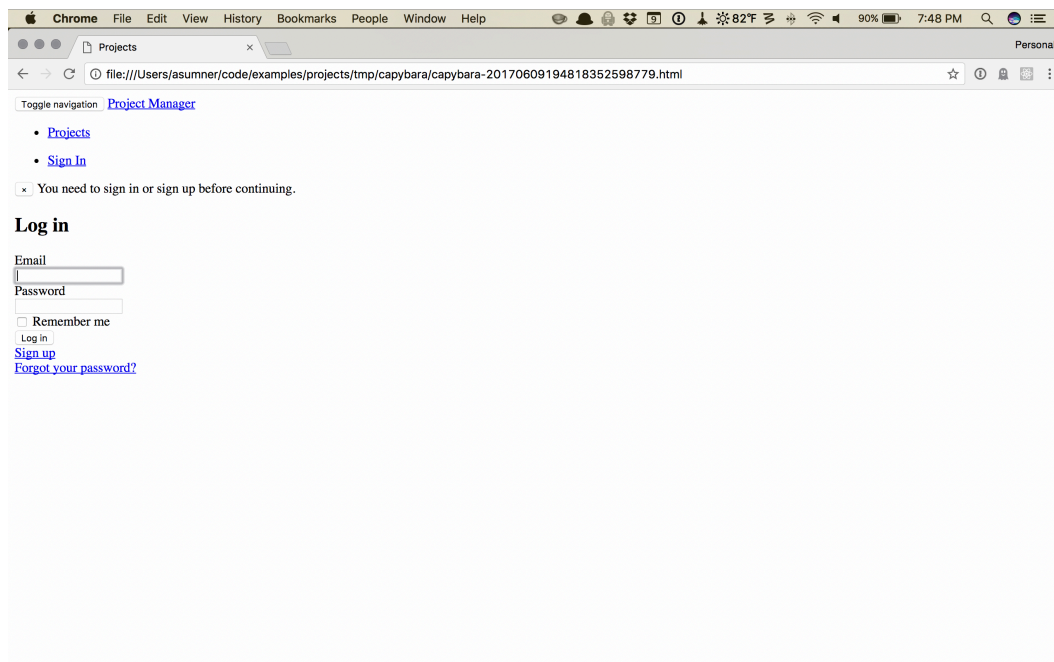 Chrome File Edit View History Bookmarks People Window Help 9 82°F 90% 7:48 PM
Projects × Personal
file:///Users/asumner/code/examples/projects/tmp/capybara/capybara-20170609194818352598779.html
Toggle navigation Project Manager
• Projects
• Sign In
× You need to sign in or sign up before continuing.
Log in
Email
Password
Remember me
Log in
Sign up
Forgot your password?